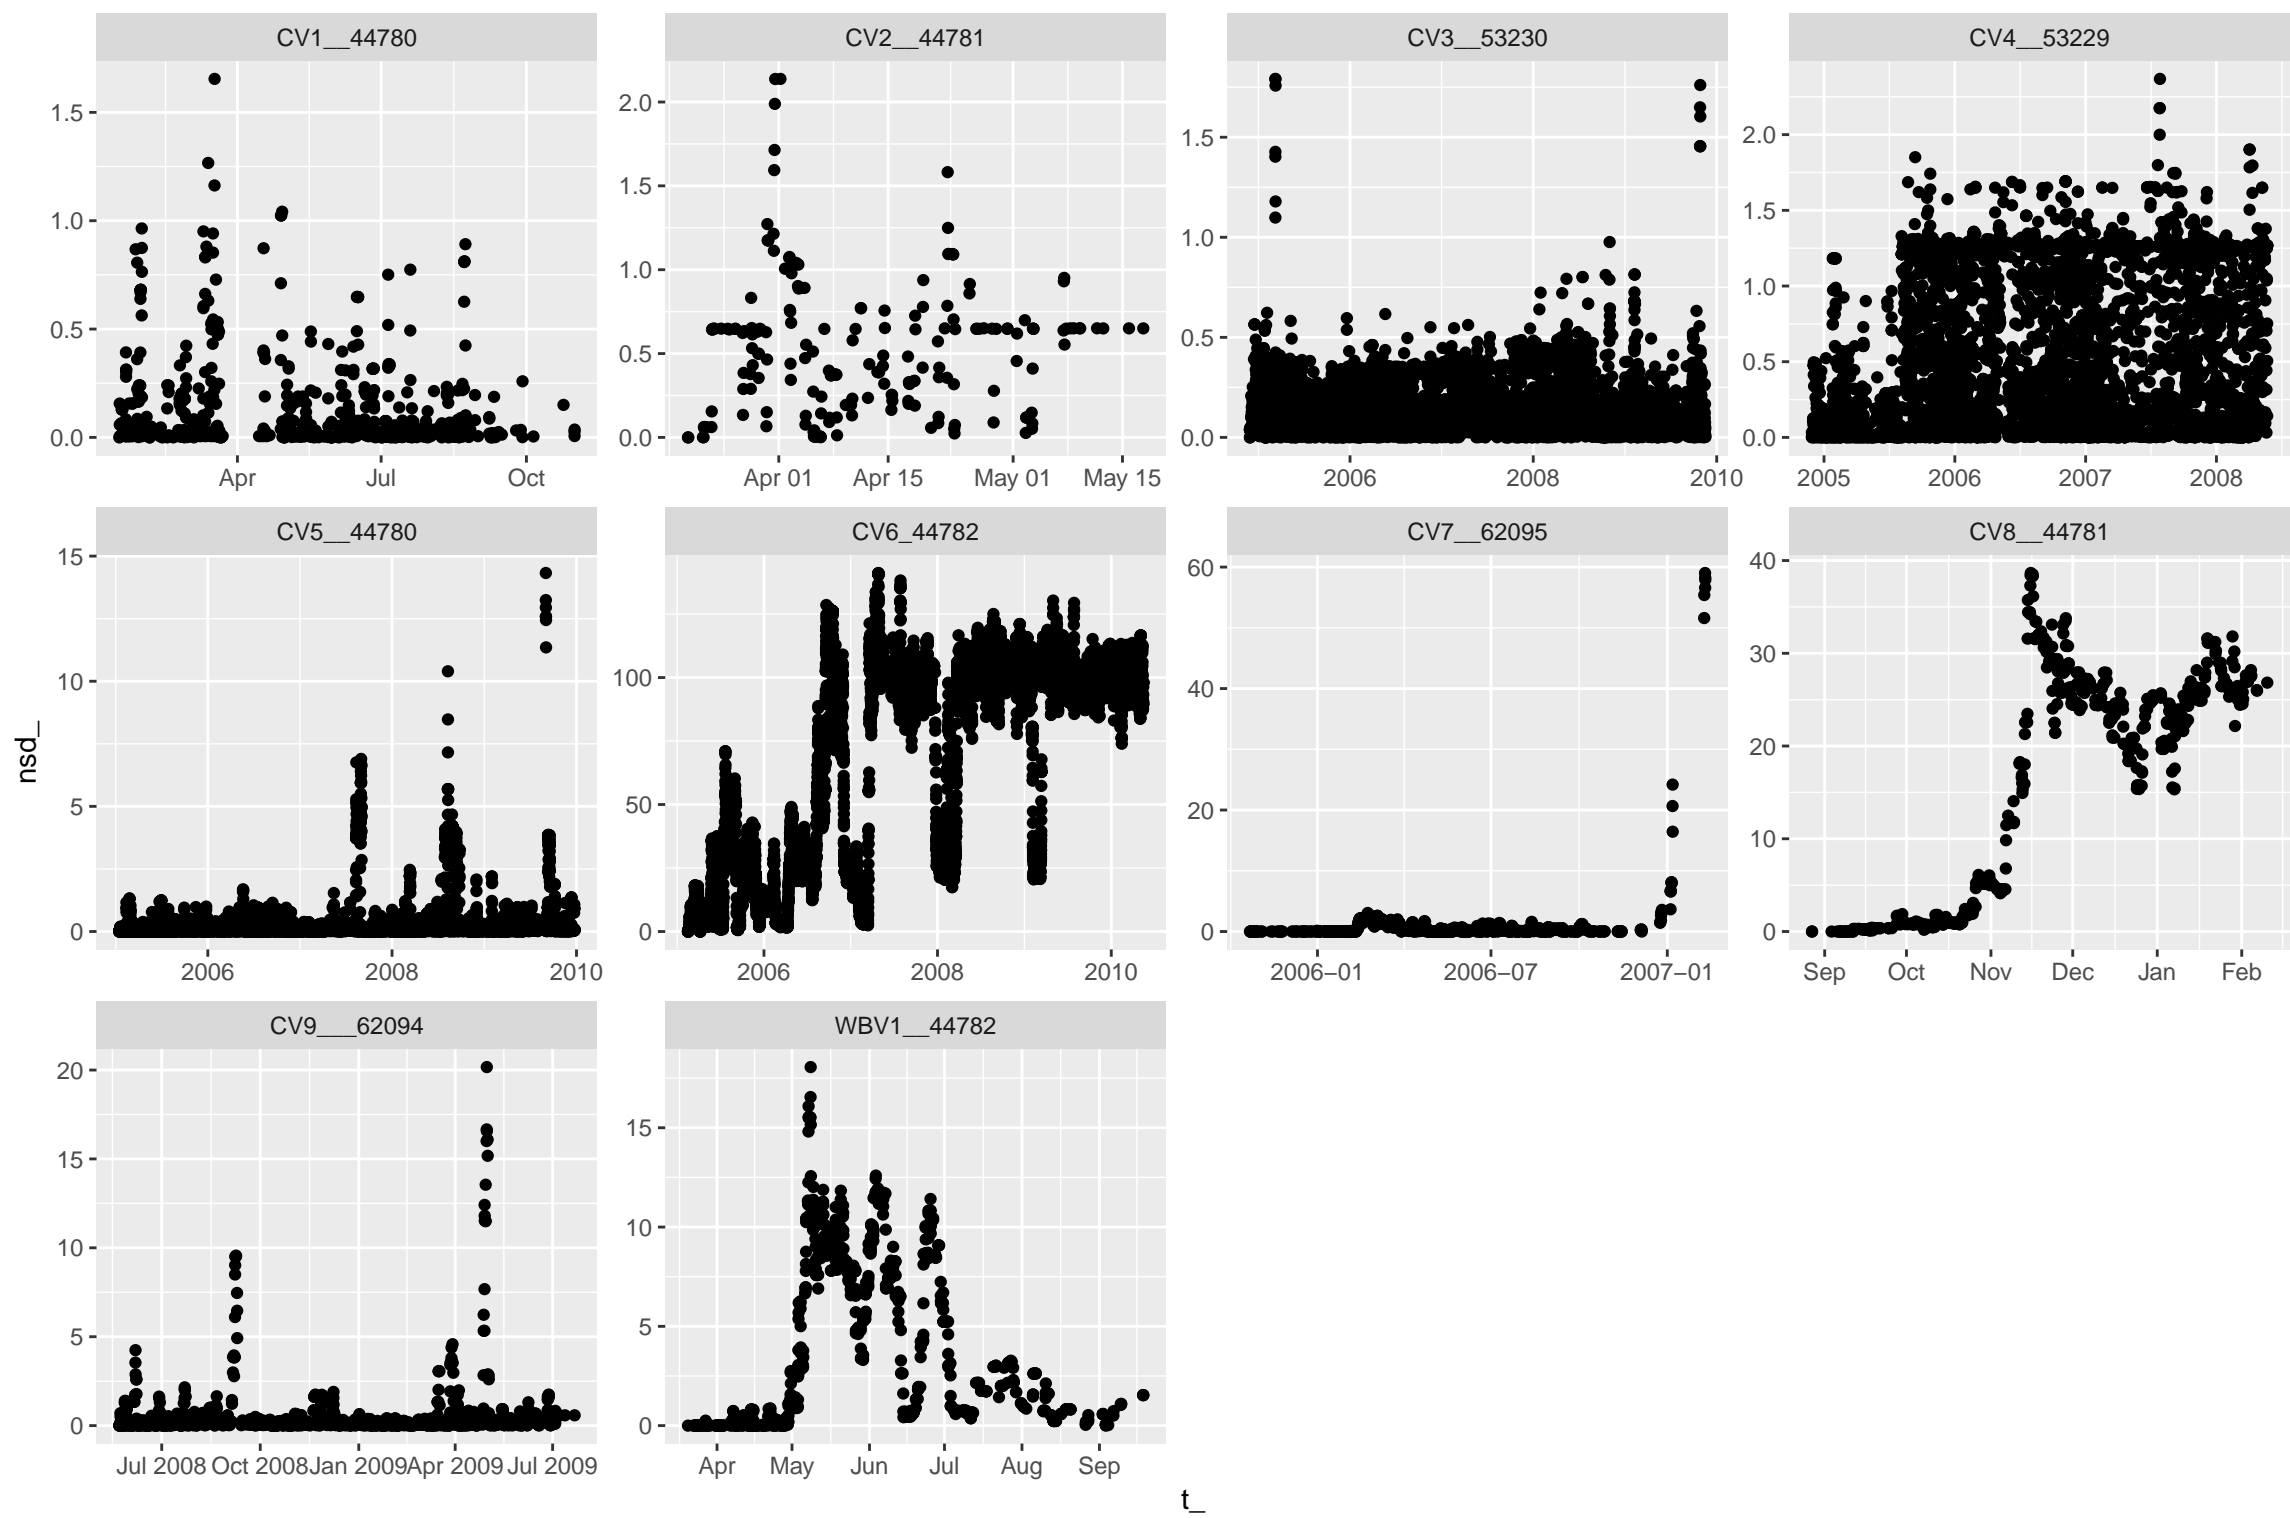 CV1__44780 CV2__44781 CV3__53230 CV4__53229
1.5 1.0 0.5 0.0
Apr Jul Oct
2.0 1.5 1.0 0.5 0.0
Apr 01 Apr 15 May 01 May 15
1.5 1.0 0.5 0.0
2006 2008 2010
2.0 1.5 1.0 0.5 0.0
2005 2006 2007 2008
nsd_
CV5__44780 CV6_44782 CV7__62095 CV8__44781
15 10 5 0
2006 2008 2010
100 50 0
2006 2008 2010
60 40 20 0
2006−01 2006−07 2007−01
40 30 20 10 0
Sep Oct Nov Dec Jan Feb
CV9___62094 WBV1__44782
20 15 10 5 0
Jul 2008 Oct 2008 Jan 2009 Apr 2009 Jul 2009
15 10 5 0
Apr May Jun Jul Aug Sep
t_